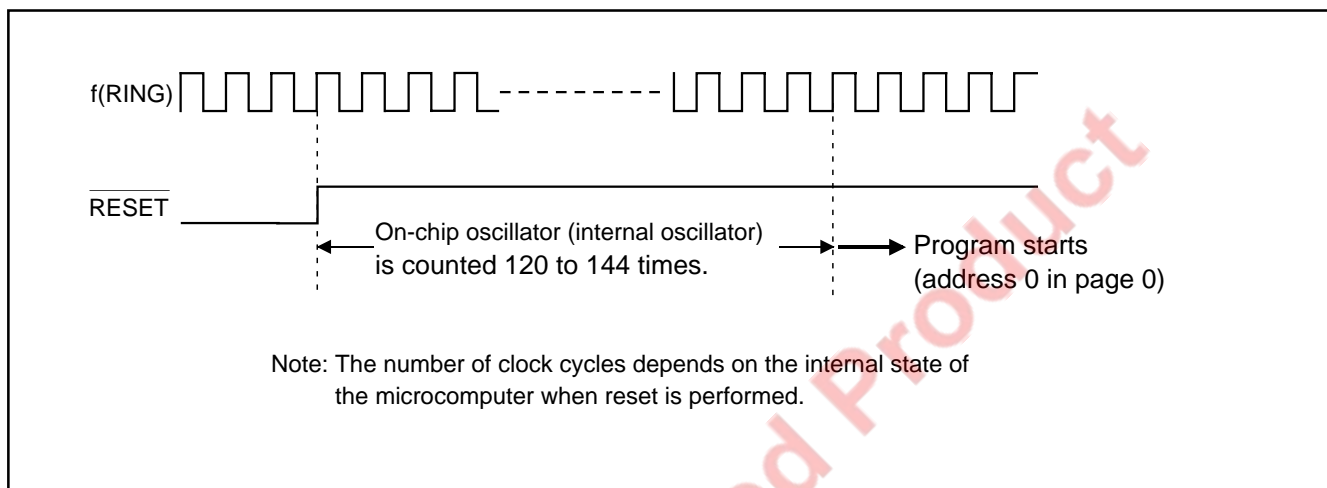 f(RING)
RESET
On-chip oscillator (internal oscillator)
is counted 120 to 144 times.
Program starts
(address 0 in page 0)
Note: The number of clock cycles depends on the internal state of
the microcomputer when reset is performed.
ed Product